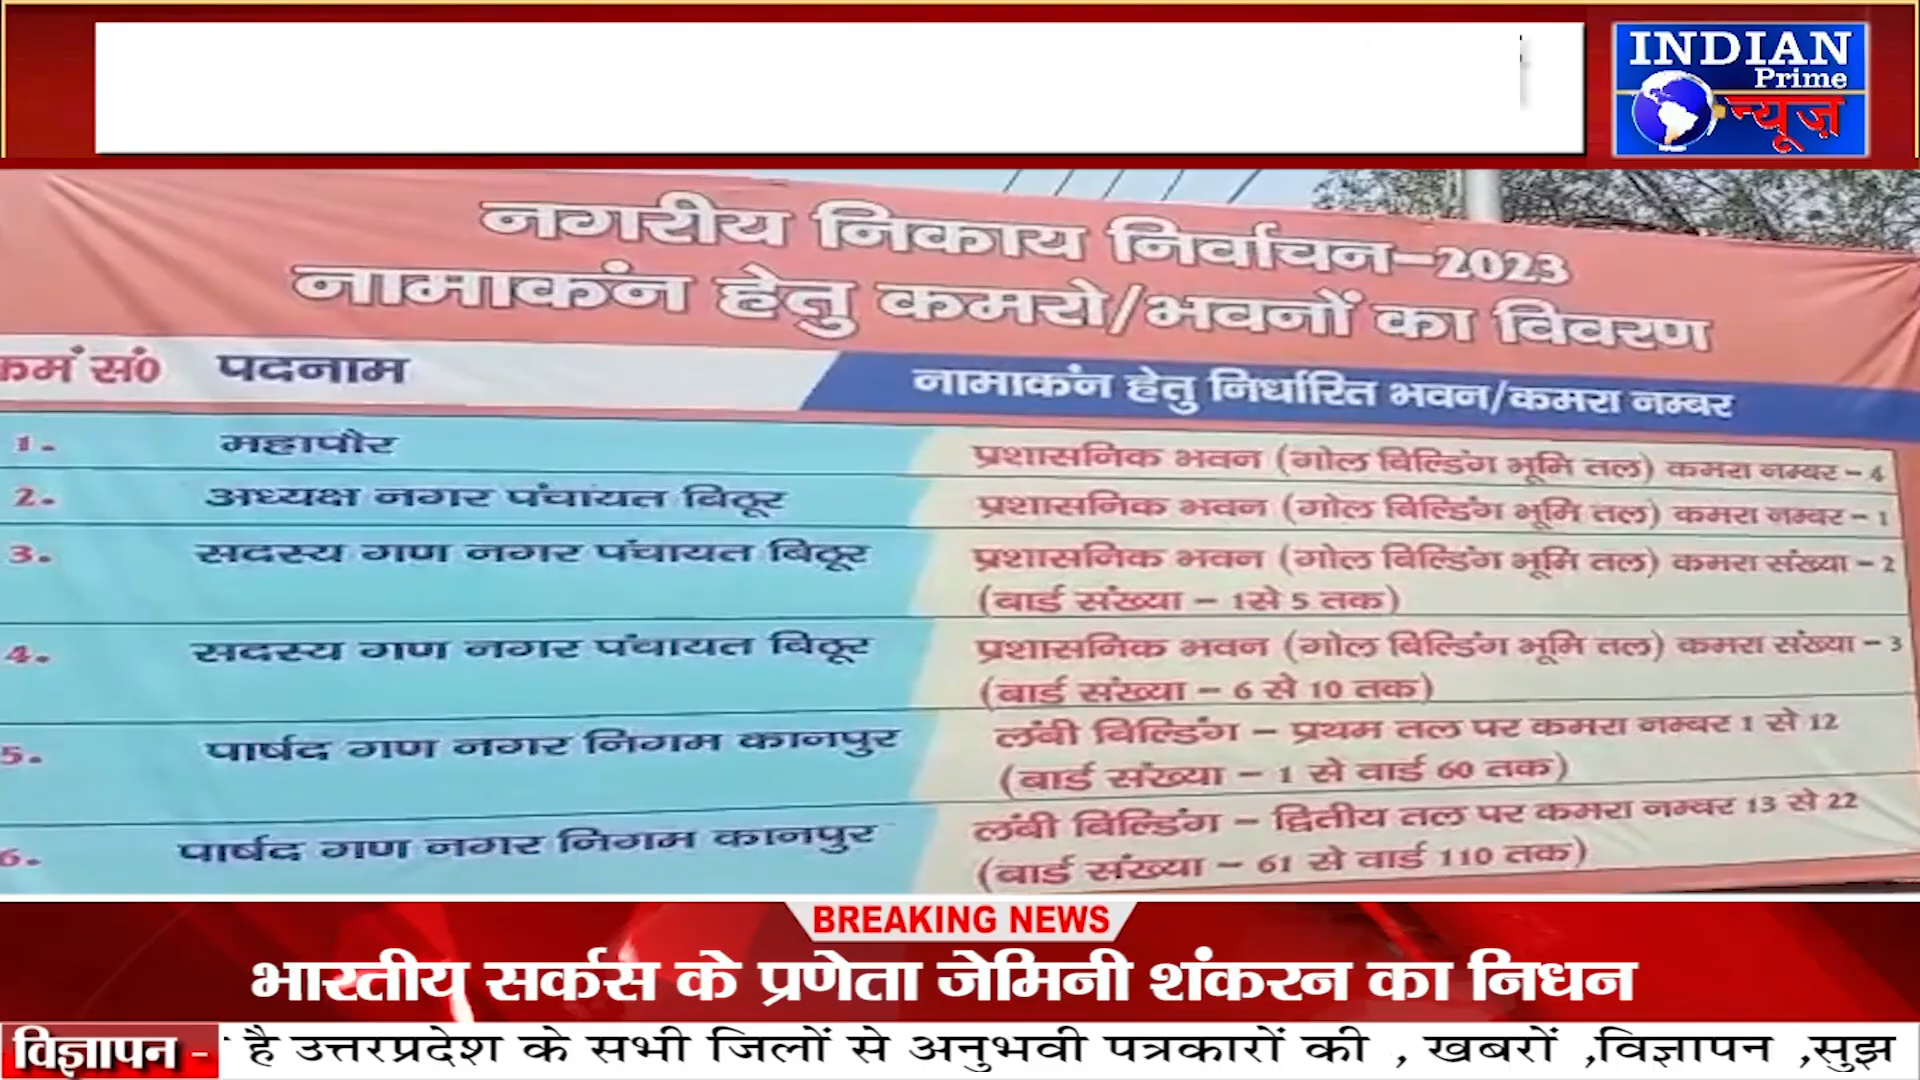 INDIAN
Prime
न्यूज़
नगरीय निकाय निर्वाचन-2023
नामाकंन हेतु कमरो/भवनों का विवरण
कम ंसं0 पदनाम नामाकंन हेतु निर्धारित भवन/कमरा नम्बर
1. महापौर प्रशासनिक भवन (गोल बिल्डिंग भूमि तल) कमरा नम्बर - 4
2. अध्यक्ष नगर पंचायत बिठूर प्रशासनिक भवन (गोल बिल्डिंग भूमि तल) कमरा नम्बर - 1
3. सदस्य गण नगर पंचायत बिठूर प्रशासनिक भवन (गोल बिल्डिंग भूमि तल) कमरा संख्या - 2
(बार्ड संख्या - 1से 5 तक)
4. सदस्य गण नगर पंचायत बिठूर प्रशासनिक भवन (गोल बिल्डिंग भूमि तल) कमरा संख्या - 3
(बार्ड संख्या - 6 से 10 तक)
5. पार्षद गण नगर निगम कानपुर लंबी बिल्डिंग - प्रथम तल पर कमरा नम्बर 1 से 12
(बार्ड संख्या - 1 से वार्ड 60 तक)
6. पार्षद गण नगर निगम कानपुर लंबी बिल्डिंग - द्वितीय तल पर कमरा नम्बर 13 से 22
(बार्ड संख्या - 61 से वार्ड 110 तक)
BREAKING NEWS
भारतीय सर्कस के प्रणेता जेमिनी शंकरन का निधन
विज्ञापन - है उत्तरप्रदेश के सभी जिलों से अनुभवी पत्रकारों की , खबरों ,विज्ञापन ,सुझ